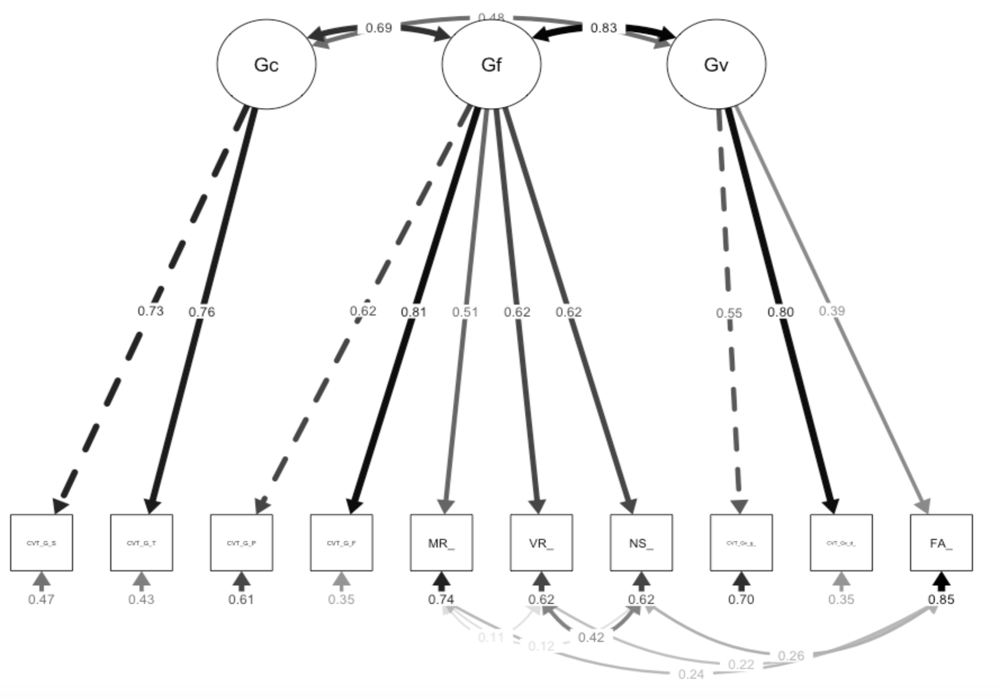 0.48
0.69
0.83
Gc
Gf
Gv
0.73
0.76
0.62
0.81
0.51
0.62
0.62
0.55
0.80
0.39
CVT_G_S
CVT_G_T
CVT_G_P
CVT_G_F
MR_
VR_
NS_
CVT_Gv_g_
CVT_Gv_d_
FA_
0.47
0.43
0.61
0.35
0.74
0.62
0.62
0.70
0.35
0.85
0.11
0.12
0.42
0.26
0.22
0.24